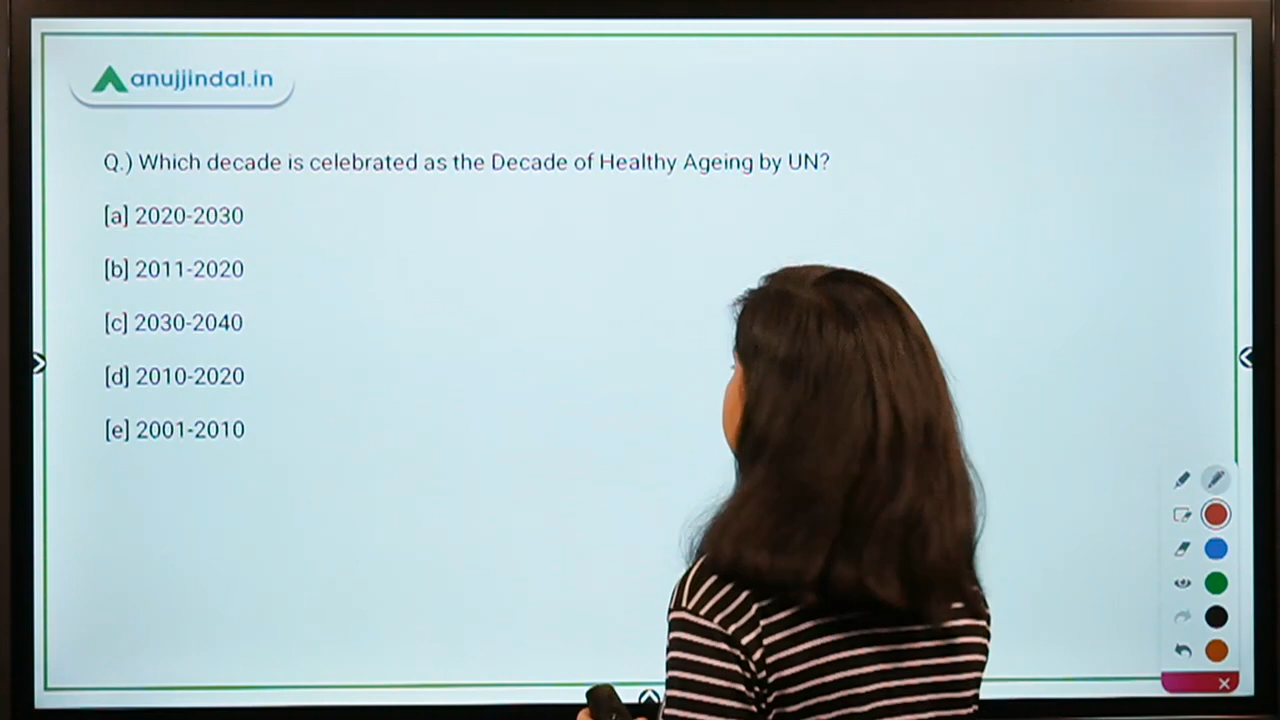 anujjindal.in
Q.) Which decade is celebrated as the Decade of Healthy Ageing by UN?
[a] 2020-2030
[b] 2011-2020
[c] 2030-2040
[d] 2010-2020
[e] 2001-2010